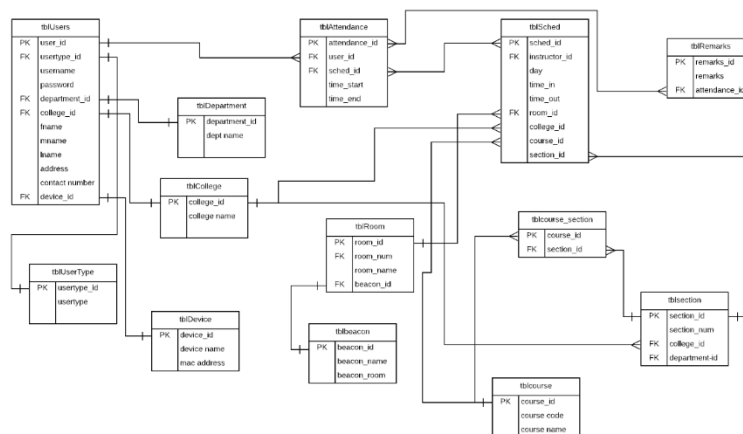 tblUsers
PK user_id
FK usertype_id
username
password
FK department_id
FK college_id
fname
mname
lname
address
contact number
FK device_id
tblAttendance
PK attendance_id
FK user_id
FK sched_id
time_start
time_end
tblSched
PK sched_id
FK instructor_id
day
time_in
time_out
FK room_id
college_id
course_id
section_id
tblRemarks
PK remarks_id
remarks
FK attendance_id
tblDepartment
PK department_id
dept name
tblCollege
PK college_id
college name
tblRoom
PK room_id
FK room_num
room_name
FK beacon_id
tblcourse_section
PK course_id
FK section_id
tblUserType
PK usertype_id
usertype
tblDevice
PK device_id
device name
mac address
tblbeacon
PK beacon_id
beacon_name
beacon_room
tblsection
PK section_id
section_num
FK college_id
FK department-id
tblcourse
PK course_id
course code
course name